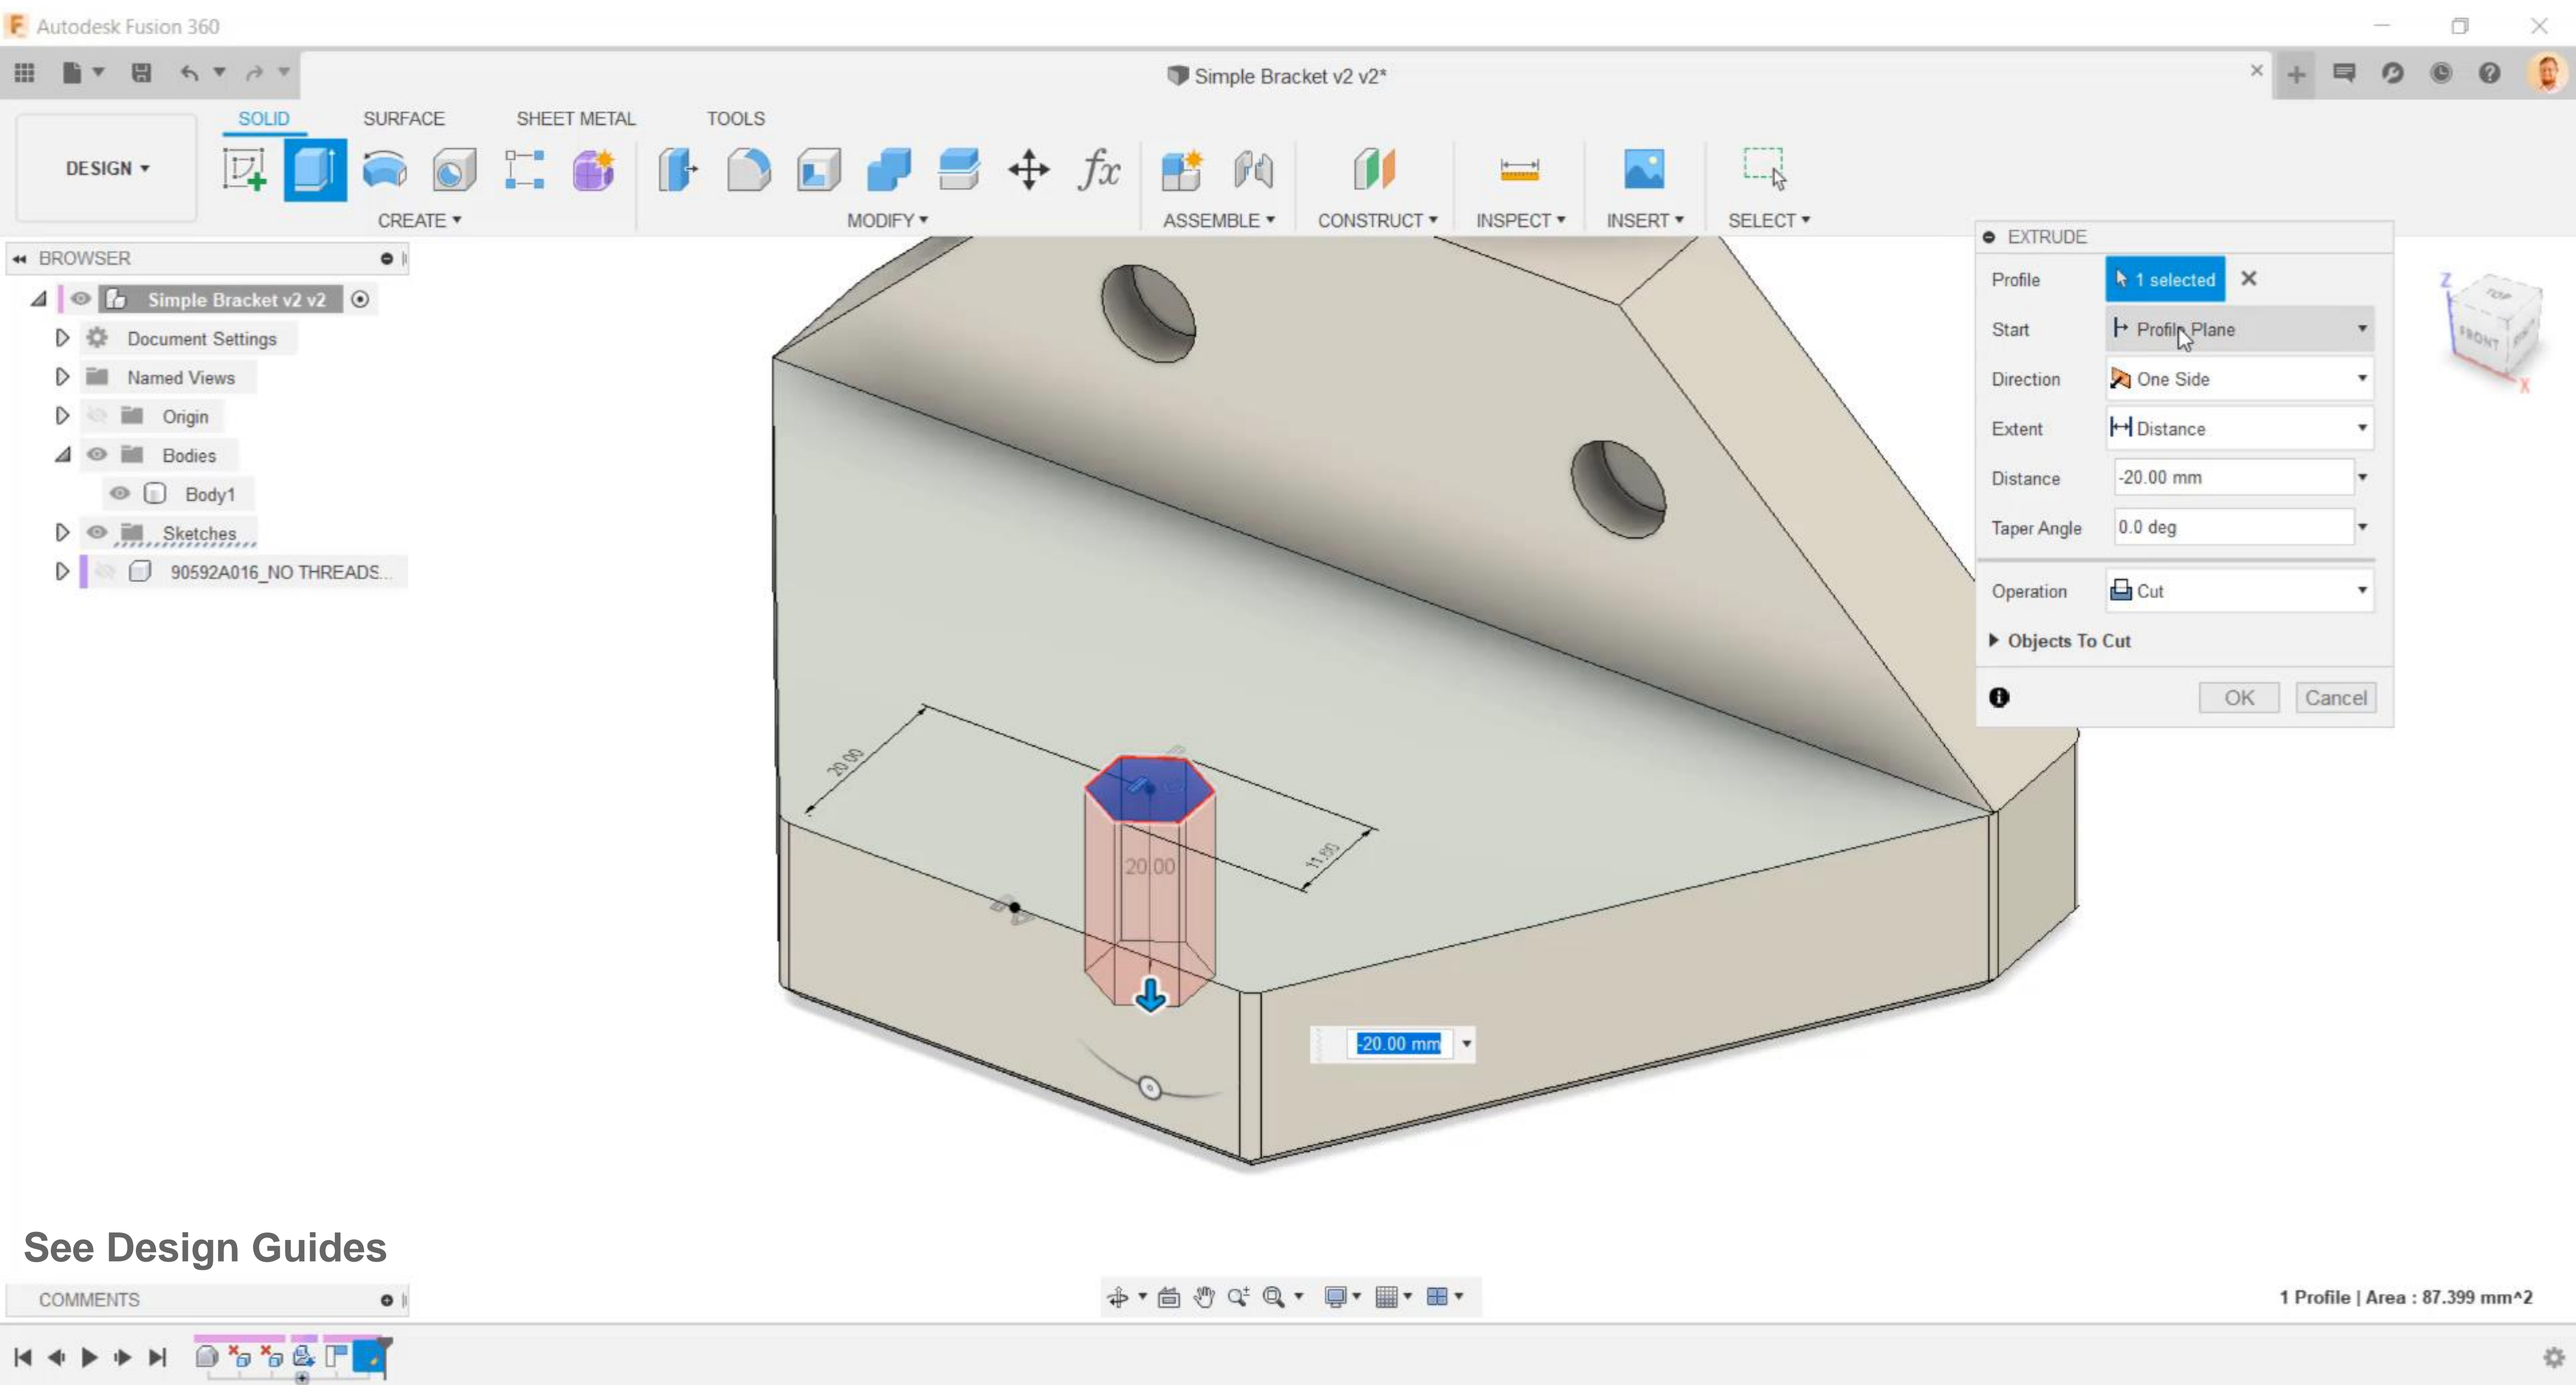 Autodesk Fusion 360
Simple Bracket v2 v2*
SOLID SURFACE SHEET METAL TOOLS
DESIGN
fx
CREATE MODIFY ASSEMBLE CONSTRUCT INSPECT INSERT SELECT
BROWSER
Simple Bracket v2 v2
Document Settings
Named Views
Origin
Bodies
Body1
Sketches
90592A016_NO THREADS...
EXTRUDE
Profile 1 selected
Start Profile Plane
Direction One Side
Extent Distance
Distance -20.00 mm
Taper Angle 0.0 deg
Operation Cut
Objects To Cut
OK Cancel
Z
TOP
FRONT
X
20.00
20.00
11.60
-20.00 mm
See Design Guides
COMMENTS
1 Profile | Area : 87.399 mm^2